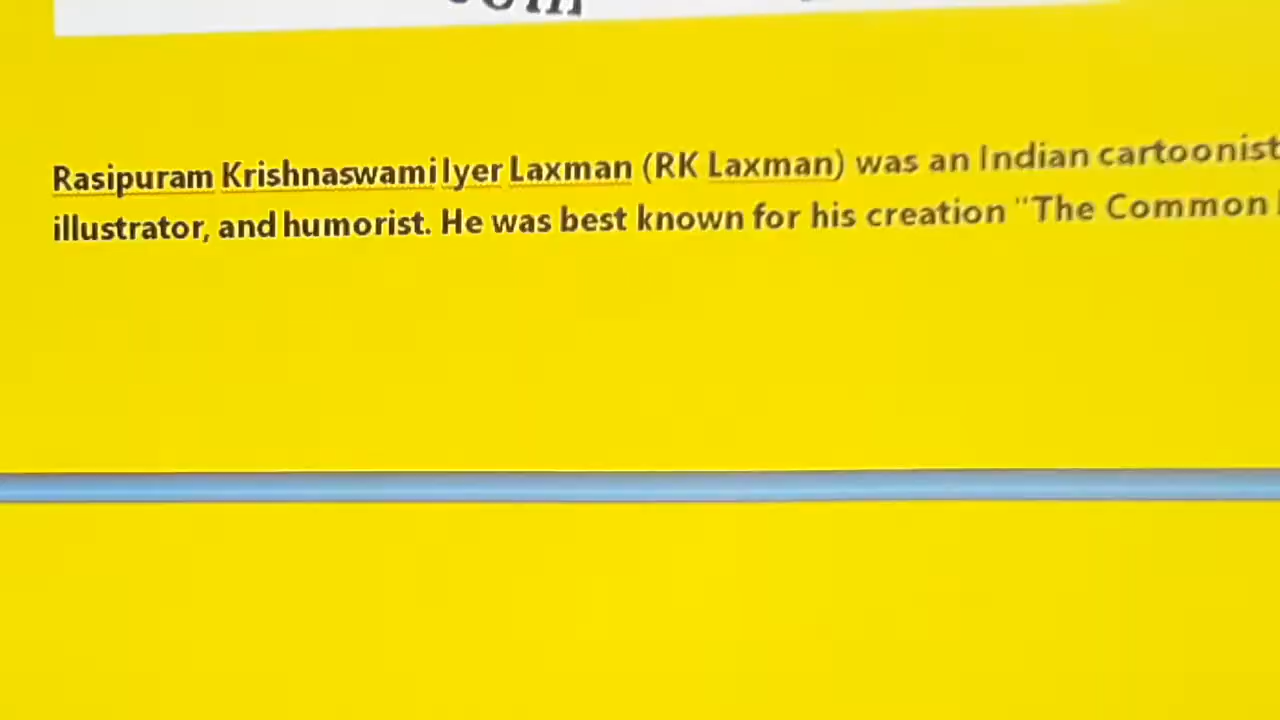 Rasipuram Krishnaswami Iyer Laxman (RK Laxman) was an Indian cartoonist
illustrator, and humorist. He was best known for his creation "The Common